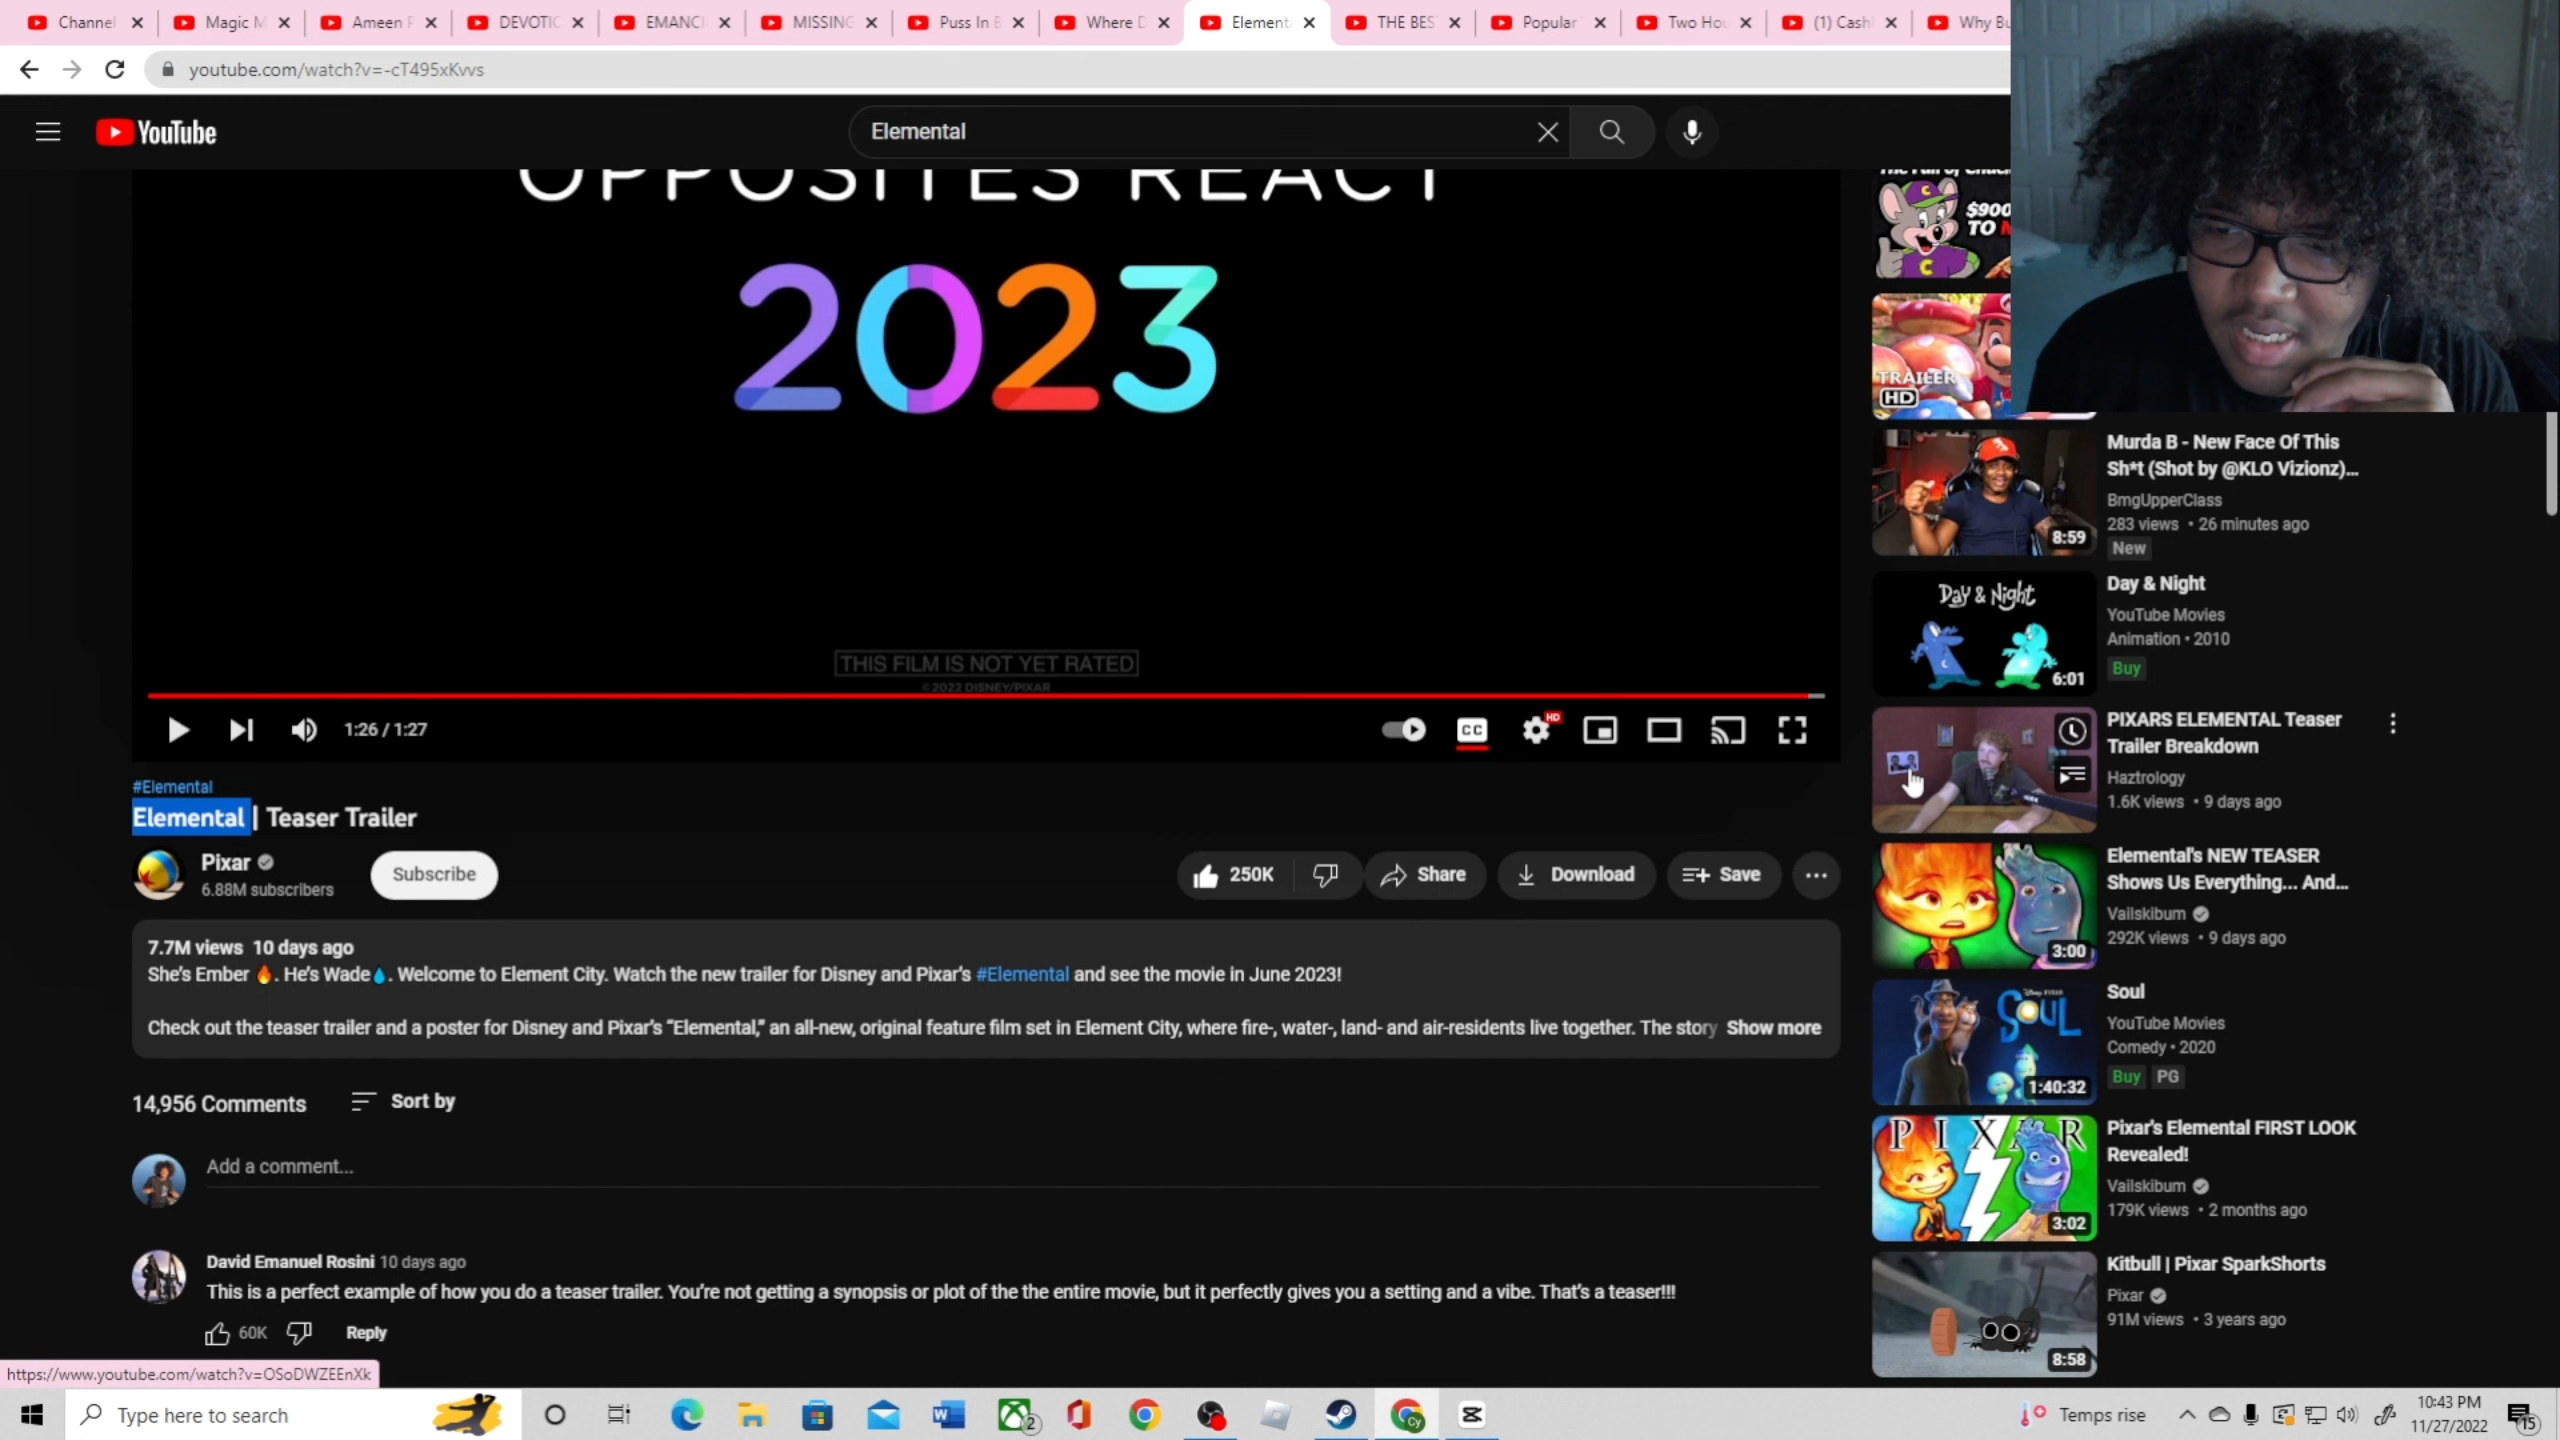 Channel
Magic M
Ameen F
DEVOTIC
EMANCI
MISSING
Puss In B
Where D
Element
THE BES
Popular
Two Hou
(1) Cash
Why Bu
youtube.com/watch?v=-cT495xKvvs
YouTube
Elemental
OPPOSITES REACT
2023
THIS FILM IS NOT YET RATED
©2022 DISNEY/PIXAR
1:26 / 1:27
CC
HD
#Elemental
Elemental | Teaser Trailer
Pixar
6.88M subscribers
Subscribe
250K
Share
Download
Save
7.7M views 10 days ago
She's Ember 🔥. He's Wade💧. Welcome to Element City. Watch the new trailer for Disney and Pixar's #Elemental and see the movie in June 2023!
Check out the teaser trailer and a poster for Disney and Pixar's "Elemental," an all-new, original feature film set in Element City, where fire-, water-, land- and air-residents live together. The story Show more
14,956 Comments
Sort by
Add a comment...
David Emanuel Rosini 10 days ago
This is a perfect example of how you do a teaser trailer. You're not getting a synopsis or plot of the the entire movie, but it perfectly gives you a setting and a vibe. That's a teaser!!!
60K
Reply
$900
TO
TRAILER
HD
8:59
Murda B - New Face Of This
Sh*t (Shot by @KLO Vizionz)...
BmgUpperClass
283 views • 26 minutes ago
New
Day & Night
6:01
Day & Night
YouTube Movies
Animation • 2010
Buy
PIXARS ELEMENTAL Teaser
Trailer Breakdown
Haztrology
1.6K views • 9 days ago
3:00
Elemental's NEW TEASER
Shows Us Everything... And...
Vailskibum
292K views • 9 days ago
SOUL
1:40:32
Soul
YouTube Movies
Comedy • 2020
Buy
PG
PIXAR
3:02
Pixar's Elemental FIRST LOOK
Revealed!
Vailskibum
179K views • 2 months ago
8:58
Kitbull | Pixar SparkShorts
Pixar
91M views • 3 years ago
https://www.youtube.com/watch?v=OSoDWZEEnXk
Type here to search
2
Cy
Temps rise
10:43 PM
11/27/2022
15